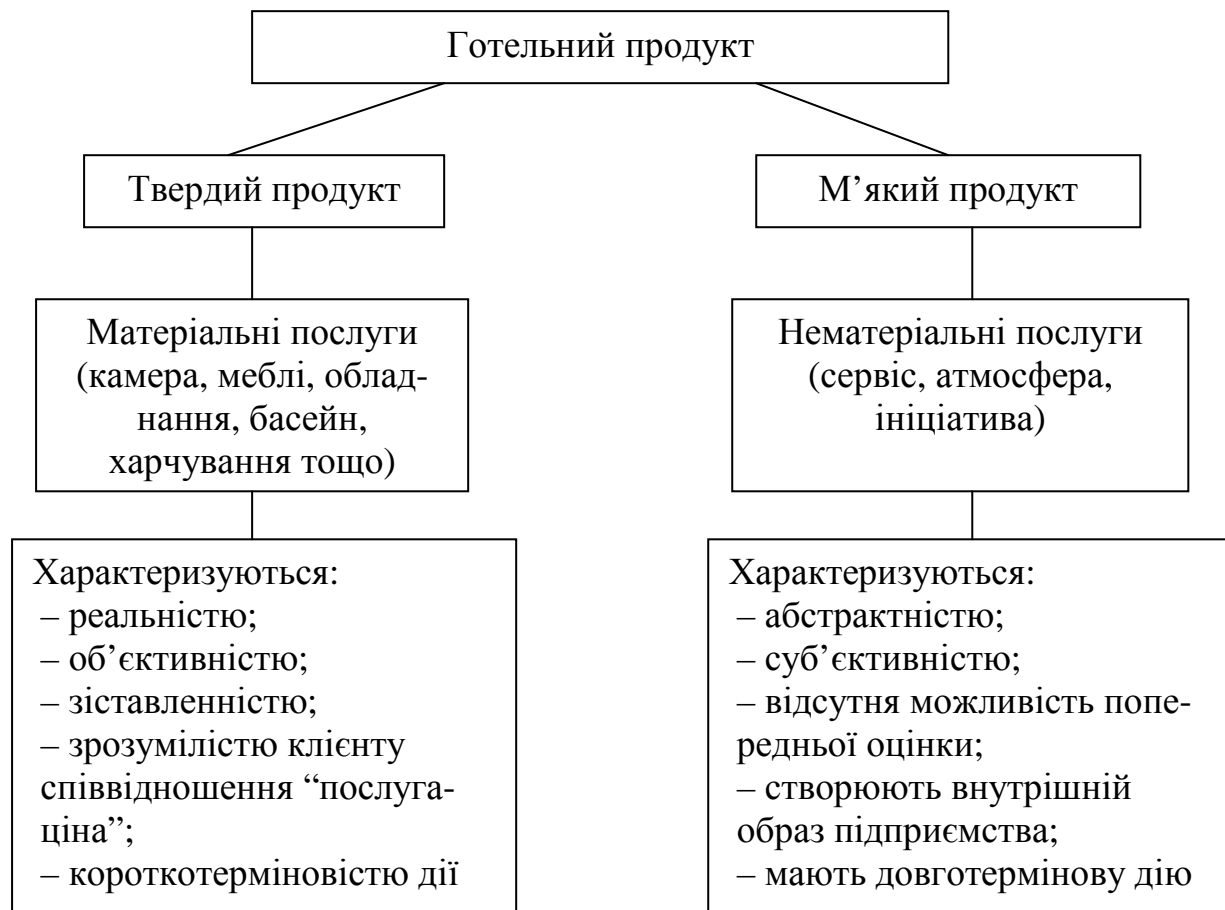 Готельний продукт
Твердий продукт
М’який продукт
Матеріальні послуги
(камера, меблі, облад-
нання, басейн,
харчування тощо)
Нематеріальні послуги
(сервіс, атмосфера,
ініціатива)
Характеризуються:
– реальністю;
– об’єктивністю;
– зіставленністю;
– зрозумілістю клієнту
співвідношення “послуга-
ціна”;
– короткотерміновістю дії
Характеризуються:
– абстрактністю;
– суб’єктивністю;
– відсутня можливість попе-
редньої оцінки;
– створюють внутрішній
образ підприємства;
– мають довготермінову дію